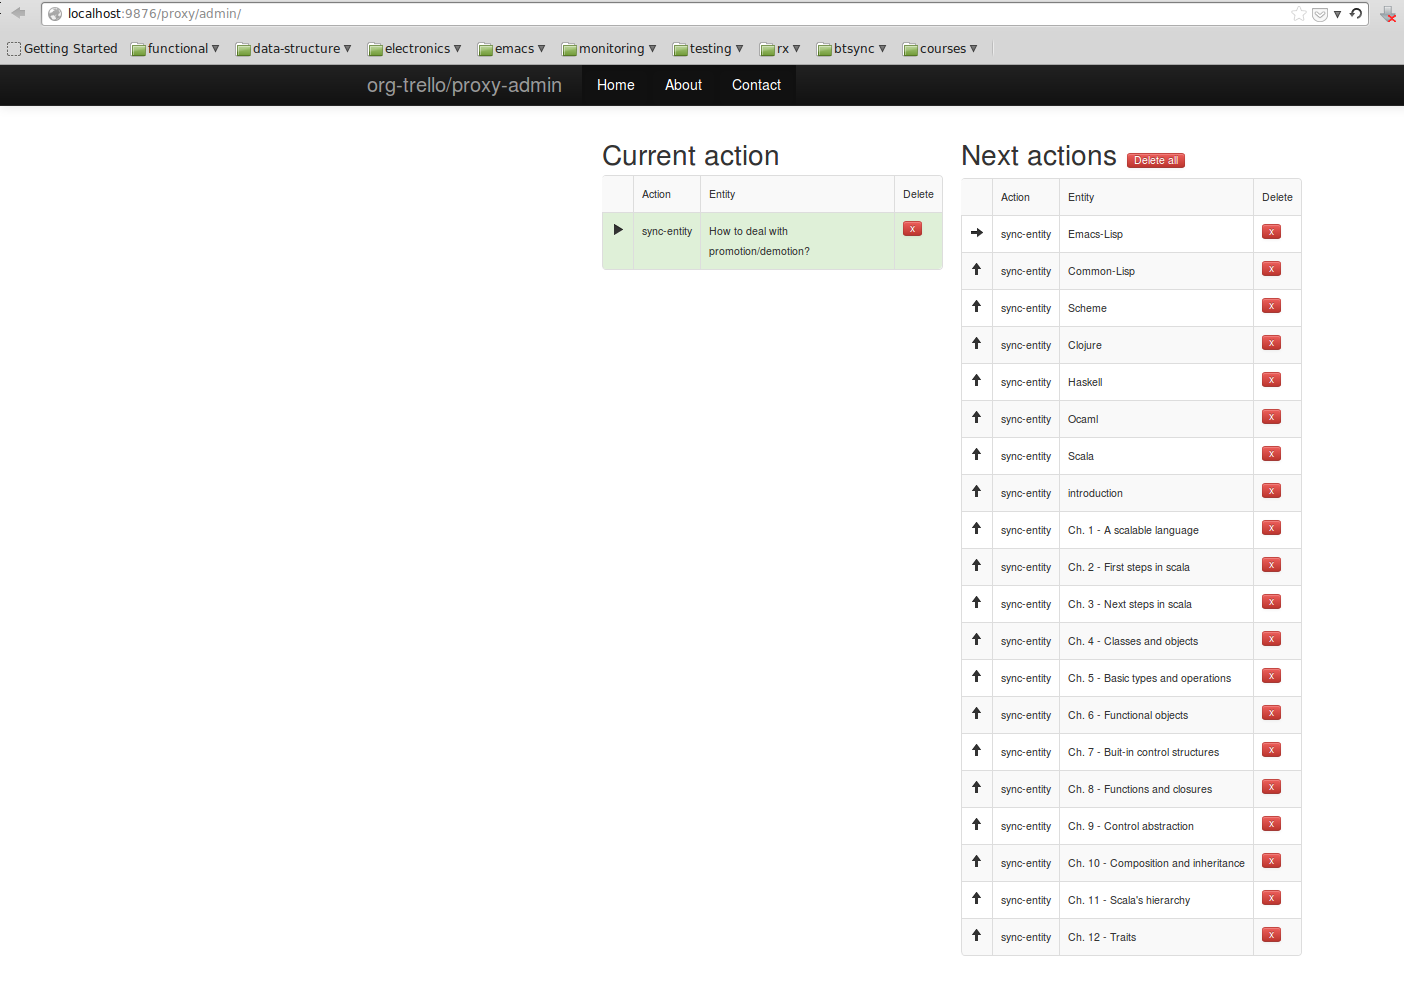 localhost:9876/proxy/admin/
Getting Started functional data-structure electronics emacs monitoring testing rx btsync courses
org-trello/proxy-admin Home About Contact
Current action
Action Entity Delete
sync-entity How to deal with x
promotion/demotion?
Next actions Delete all
Action Entity Delete
sync-entity Emacs-Lisp x
sync-entity Common-Lisp x
sync-entity Scheme x
sync-entity Clojure x
sync-entity Haskell x
sync-entity Ocaml x
sync-entity Scala x
sync-entity introduction x
sync-entity Ch. 1 - A scalable language x
sync-entity Ch. 2 - First steps in scala x
sync-entity Ch. 3 - Next steps in scala x
sync-entity Ch. 4 - Classes and objects x
sync-entity Ch. 5 - Basic types and operations x
sync-entity Ch. 6 - Functional objects x
sync-entity Ch. 7 - Buit-in control structures x
sync-entity Ch. 8 - Functions and closures x
sync-entity Ch. 9 - Control abstraction x
sync-entity Ch. 10 - Composition and inheritance x
sync-entity Ch. 11 - Scala's hierarchy x
sync-entity Ch. 12 - Traits x